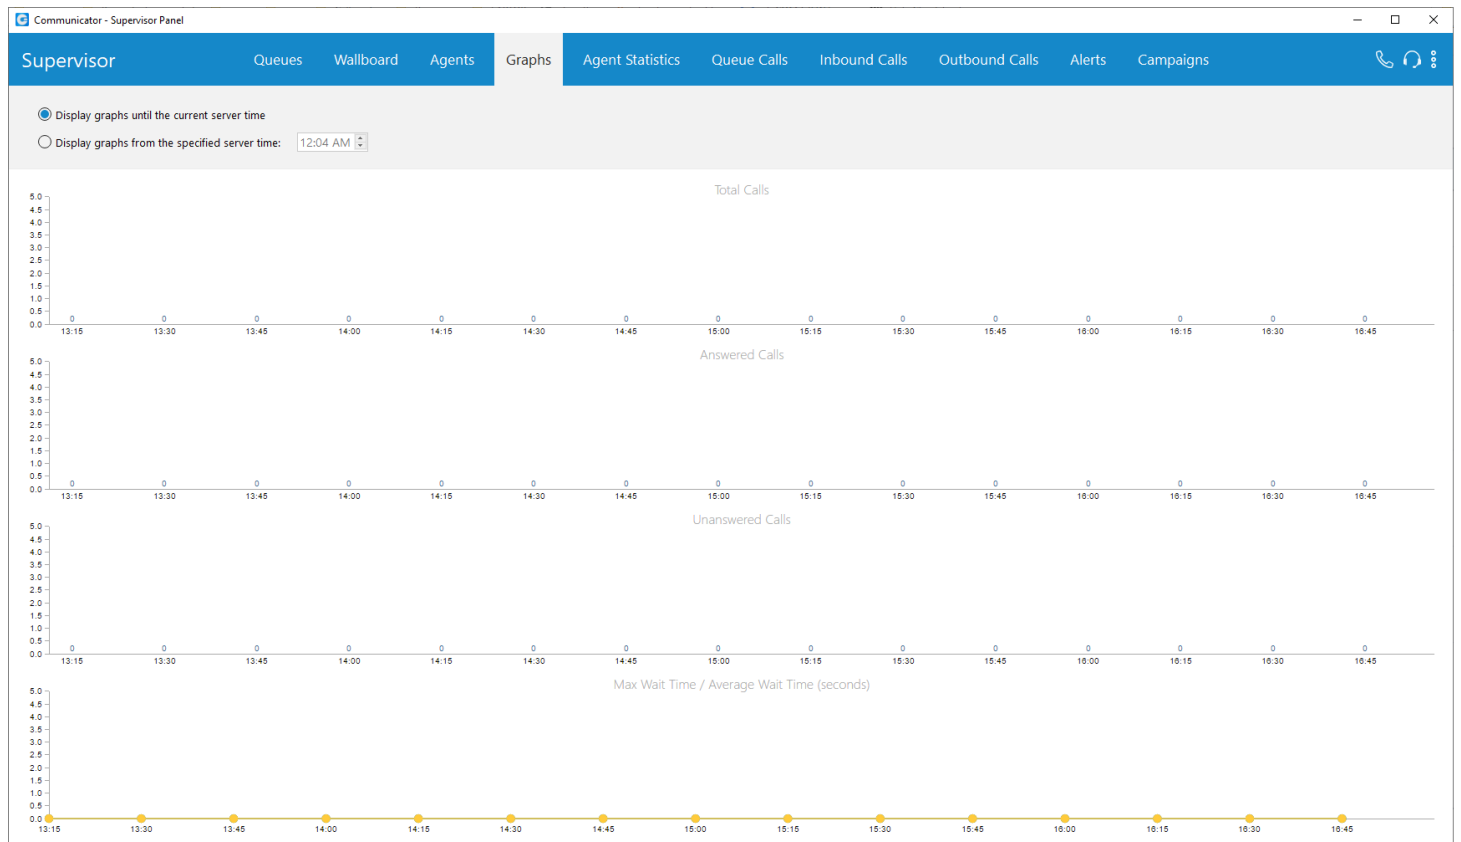 Communicator - Supervisor Panel
Supervisor Queues Wallboard Agents Graphs Agent Statistics Queue Calls Inbound Calls Outbound Calls Alerts Campaigns
Display graphs until the current server time
Display graphs from the specified server time: 12:04 AM
Total Calls
5.0
4.5
4.0
3.5
3.0
2.5
2.0
1.5
1.0
0.5
0 0 0 0 0 0 0 0 0 0 0 0 0 0 0
0.0
13:15 13:30 13:45 14:00 14:15 14:30 14:45 15:00 15:15 15:30 15:45 16:00 16:15 16:30 16:45
Answered Calls
5.0
4.5
4.0
3.5
3.0
2.5
2.0
1.5
1.0
0.5
0 0 0 0 0 0 0 0 0 0 0 0 0 0 0
0.0
13:15 13:30 13:45 14:00 14:15 14:30 14:45 15:00 15:15 15:30 15:45 16:00 16:15 16:30 16:45
Unanswered Calls
5.0
4.5
4.0
3.5
3.0
2.5
2.0
1.5
1.0
0.5
0 0 0 0 0 0 0 0 0 0 0 0 0 0 0
0.0
13:15 13:30 13:45 14:00 14:15 14:30 14:45 15:00 15:15 15:30 15:45 16:00 16:15 16:30 16:45
Max Wait Time / Average Wait Time (seconds)
5.0
4.5
4.0
3.5
3.0
2.5
2.0
1.5
1.0
0.5
0.0
13:15 13:30 13:45 14:00 14:15 14:30 14:45 15:00 15:15 15:30 15:45 16:00 16:15 16:30 16:45